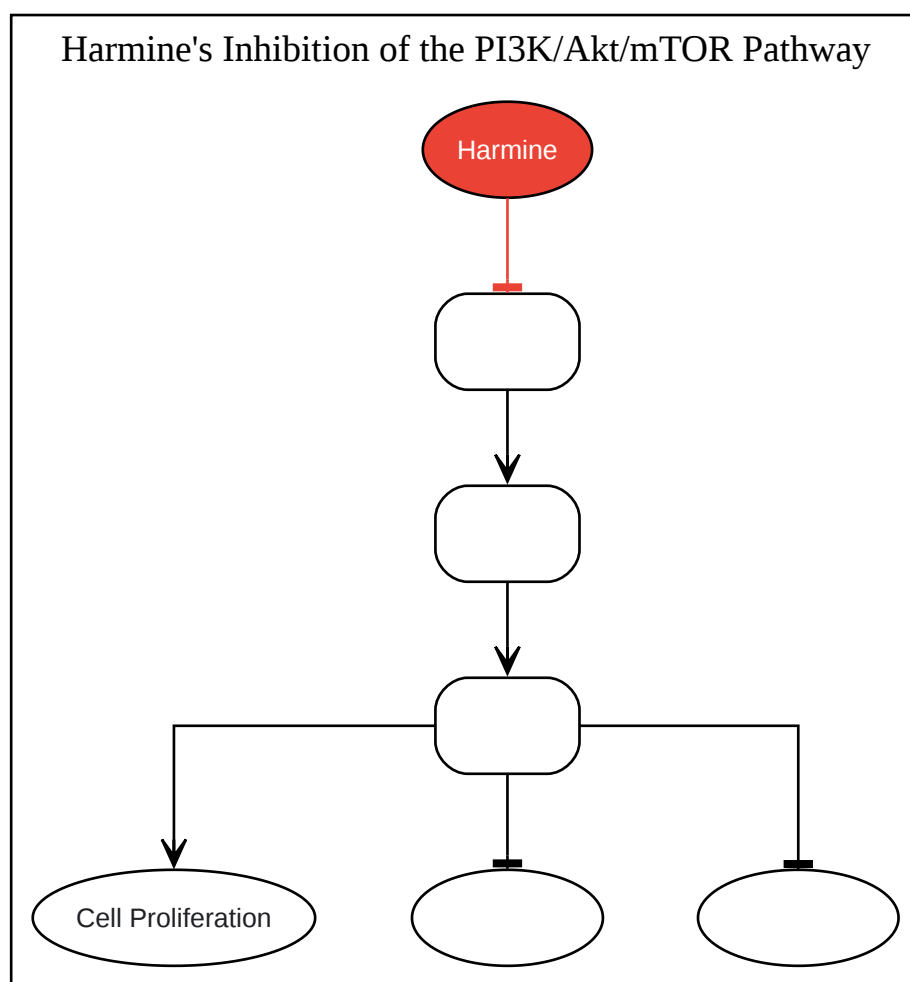 Harmine's Inhibition of the PI3K/Akt/mTOR Pathway
Harmine
Cell Proliferation